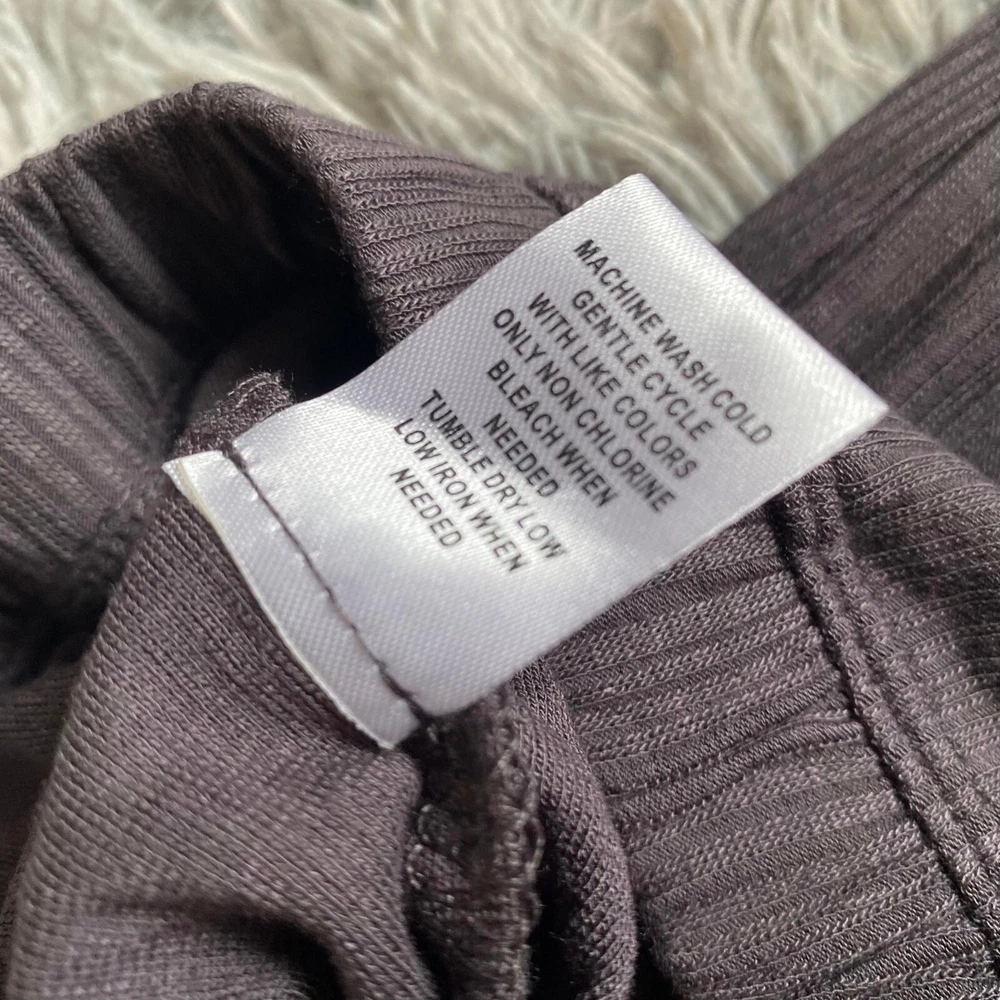 MACHINE WASH COLD
GENTLE CYCLE
WITH LIKE COLORS
ONLY NON CHLORINE
BLEACH WHEN
NEEDED
TUMBLE DRY LOW
LOW IRON WHEN
NEEDED